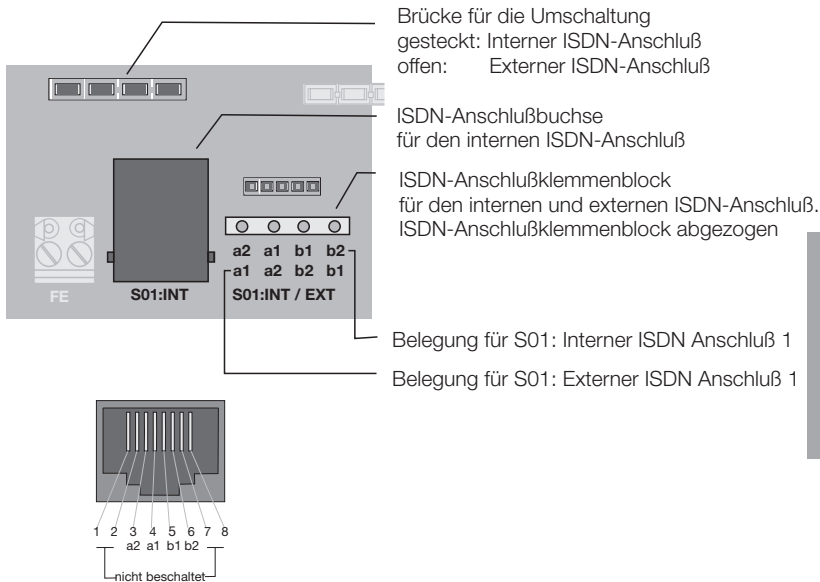 Brücke für die Umschaltung
gesteckt: Interner ISDN-Anschluß
offen: Externer ISDN-Anschluß
ISDN-Anschlußbuchse
für den internen ISDN-Anschluß
ISDN-Anschlußklemmenblock
für den internen und externen ISDN-Anschluß.
ISDN-Anschlußklemmenblock abgezogen
a2 a1 b1 b2
a1 a2 b2 b1
FE S01:INT S01:INT / EXT
Belegung für S01: Interner ISDN Anschluß 1
Belegung für S01: Externer ISDN Anschluß 1
1 2 3 4 5 6 7 8
a2 a1 b1 b2
nicht beschaltet